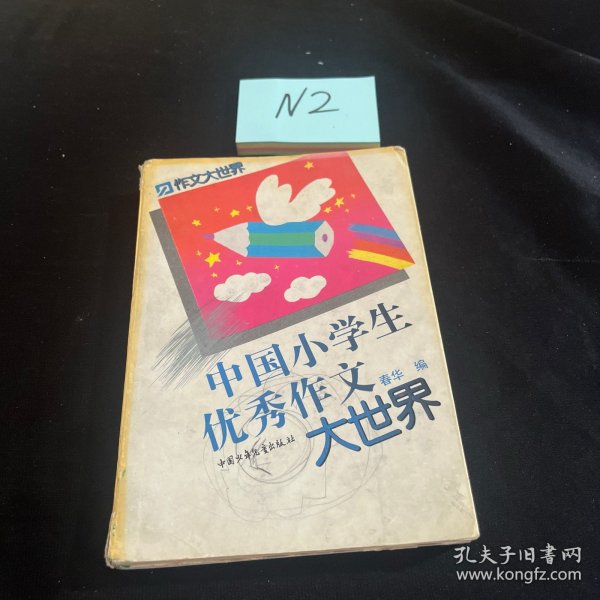 N2
作文大世界
中国小学生
优秀作文
春华 编
大世界
中国少年儿童出版社
孔夫子旧书网
www.kongfz.com